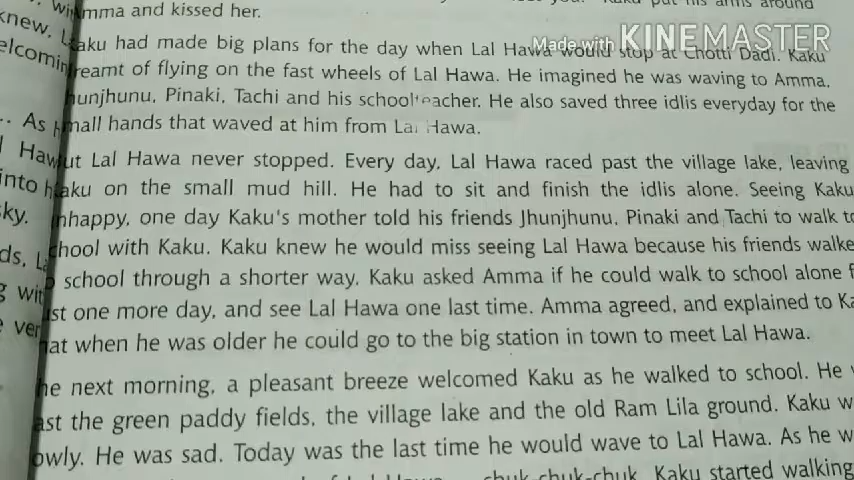 Amma and kissed her.
knew,
Kaku had made big plans for the day when Lal Hawa would stop at Chotti Dadi. Kaku
Made with KINEMASTER
dreamt of flying on the fast wheels of Lal Hawa. He imagined he was waving to Amma,
Jhunjhunu, Pinaki, Tachi and his schoolteacher. He also saved three idlis everyday for the
.. As
small hands that waved at him from Lal Hawa.
But Lal Hawa never stopped. Every day, Lal Hawa raced past the village lake, leaving
into
Kaku on the small mud hill. He had to sit and finish the idlis alone. Seeing Kaku
sky.
unhappy, one day Kaku's mother told his friends Jhunjhunu, Pinaki and Tachi to walk to
school with Kaku. Kaku knew he would miss seeing Lal Hawa because his friends walke
to school through a shorter way. Kaku asked Amma if he could walk to school alone f
just one more day, and see Lal Hawa one last time. Amma agreed, and explained to Ka
that when he was older he could go to the big station in town to meet Lal Hawa.
he next morning, a pleasant breeze welcomed Kaku as he walked to school. He
ast the green paddy fields, the village lake and the old Ram Lila ground. Kaku w
owly. He was sad. Today was the last time he would wave to Lal Hawa. As he w
chuk-chuk-chuk. Kaku started walking